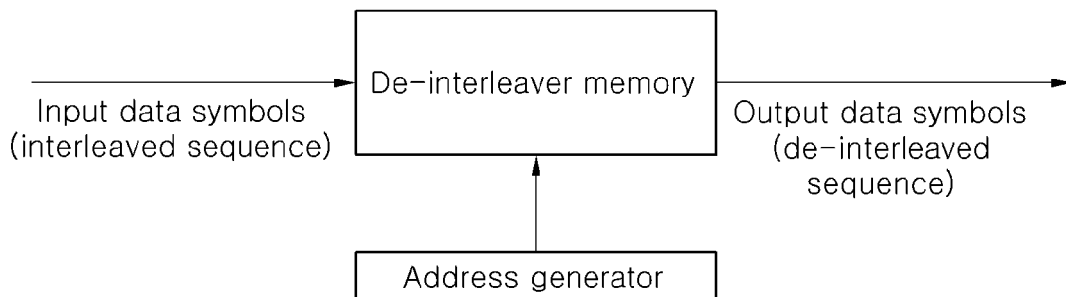 De-interleaver memory
Input data symbols
(interleaved sequence)
Output data symbols
(de-interleaved
sequence)
Address generator